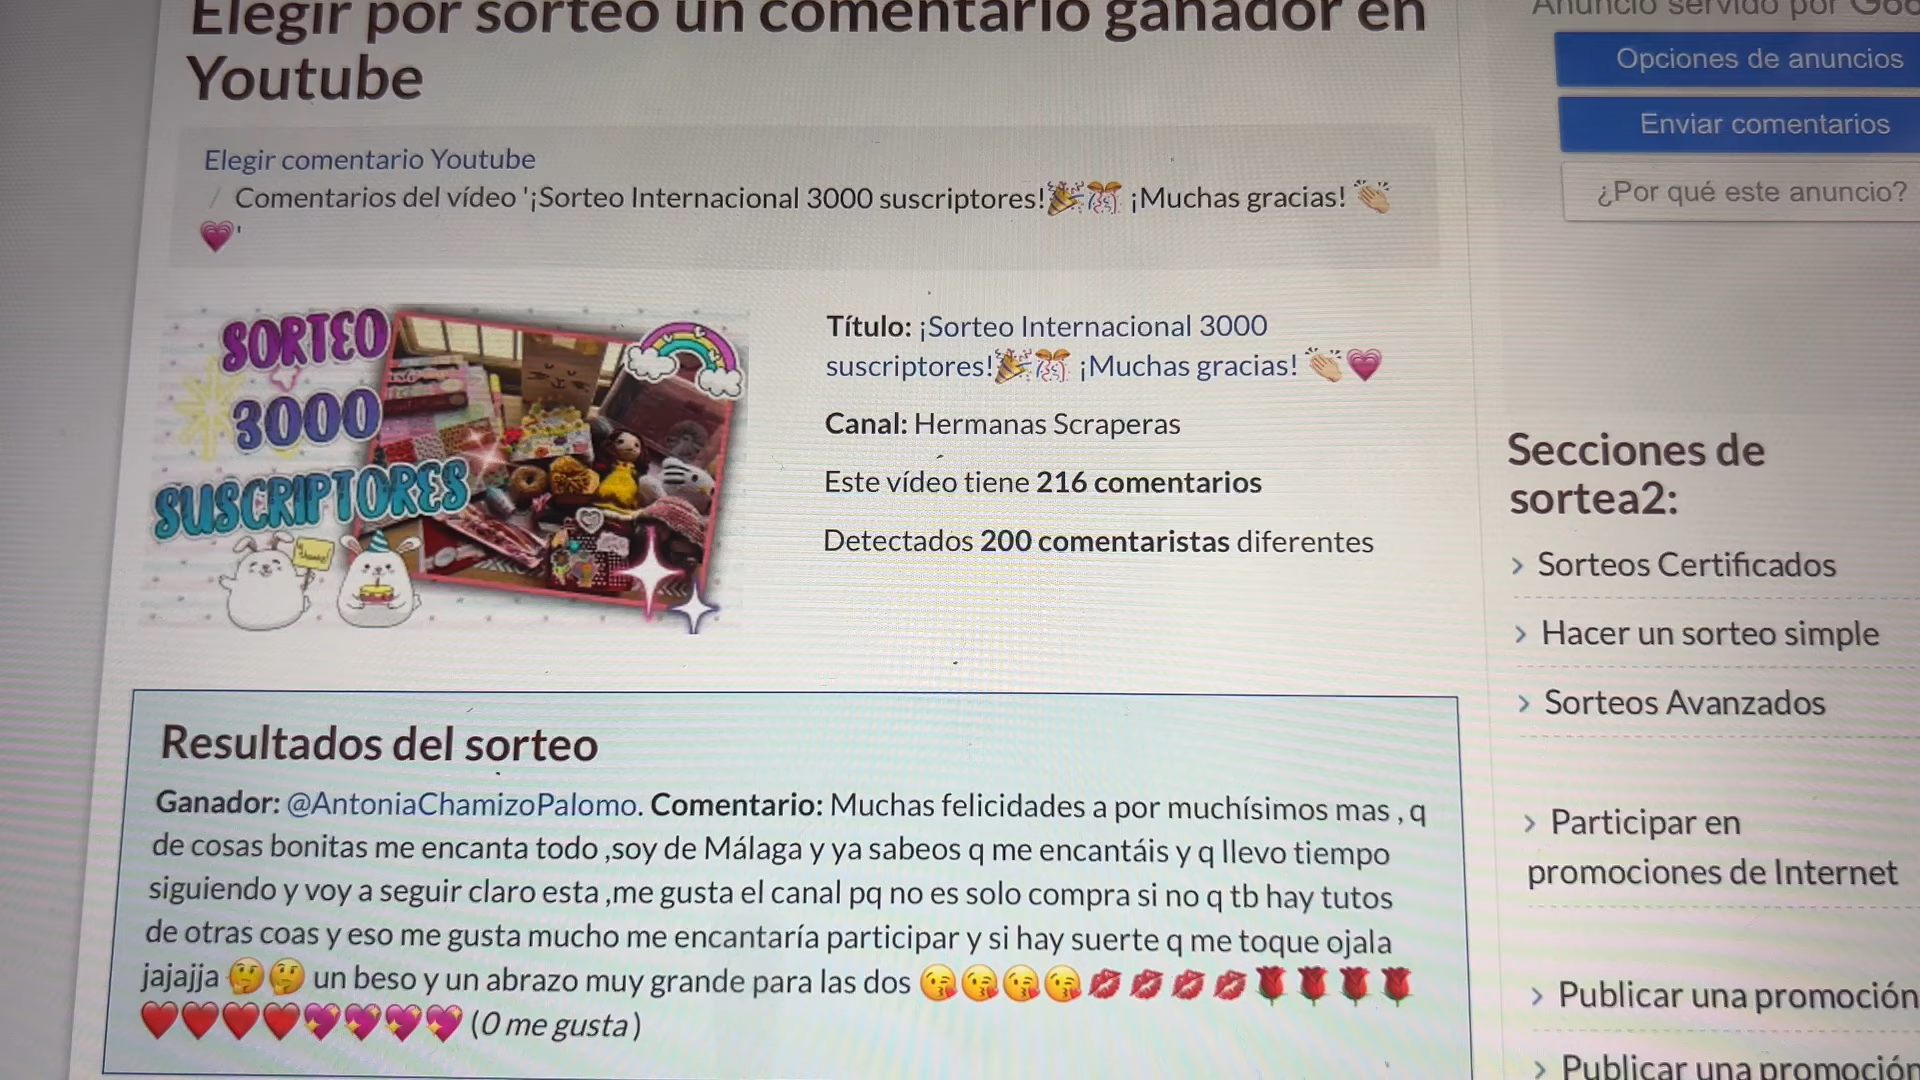 Elegir por sorteo un comentario ganador en
Youtube
Elegir comentario Youtube
/ Comentarios del vídeo '¡Sorteo Internacional 3000 suscriptores!🎉🎊 ¡Muchas gracias! 👏🏻
💗'
SORTEO
3000
SUSCRIPTORES
Título: ¡Sorteo Internacional 3000
suscriptores!🎉🎊 ¡Muchas gracias! 👏🏻💗
Canal: Hermanas Scraperas
Este vídeo tiene 216 comentarios
Detectados 200 comentaristas diferentes
Resultados del sorteo
Ganador: @AntoniaChamizoPalomo. Comentario: Muchas felicidades a por muchísimos mas , q
de cosas bonitas me encanta todo ,soy de Málaga y ya sabeos q me encantáis y q llevo tiempo
siguiendo y voy a seguir claro esta ,me gusta el canal pq no es solo compra si no q tb hay tutos
de otras coas y eso me gusta mucho me encantaría participar y si hay suerte q me toque ojala
jajajja 🤔🤔 un beso y un abrazo muy grande para las dos 😘😘😘😘💋💋💋💋🌹🌹🌹🌹
❤️❤️❤️❤️💖💖💖💖 (0 me gusta)
Anuncio servido por Goo
Opciones de anuncios
Enviar comentarios
¿Por qué este anuncio?
Secciones de
sortea2:
> Sorteos Certificados
> Hacer un sorteo simple
> Sorteos Avanzados
> Participar en
promociones de Internet
> Publicar una promoción
> Publicar una promoción